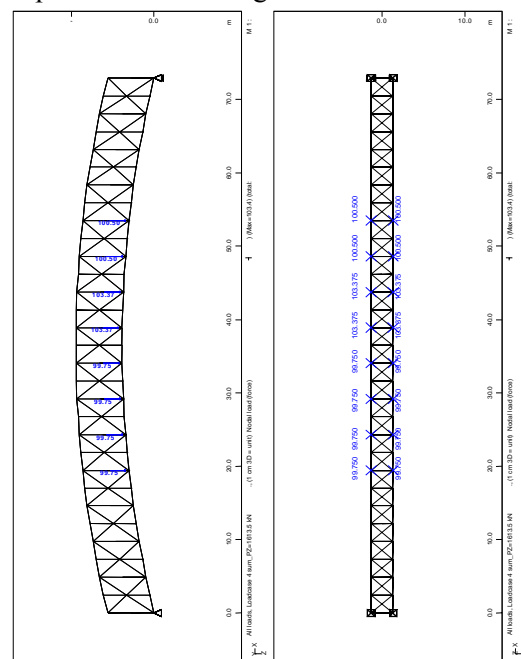 - 0.0 m M 1 :
70.0
60.0
50.0
40.0
30.0
20.0
10.0
0.0
100.50
100.50
103.37
103.37
99.75
99.75
99.75
99.75
) (Max=103.4) (total:
, (1 cm 3D = unit) Nodal load (force)
All loads, Loadcase 4 sum_PZ=1613.5 kN
X
Z
0.0 10.0 m M 1 :
70.0
60.0
50.0
40.0
30.0
20.0
10.0
0.0
100.500 100.500
100.500 100.500
103.375 103.375
103.375 103.375
99.750 99.750
99.750 99.750
99.750 99.750
99.750 99.750
) (Max=103.4) (total:
, (1 cm 3D = unit) Nodal load (force)
All loads, Loadcase 4 sum_PZ=1613.5 kN
X